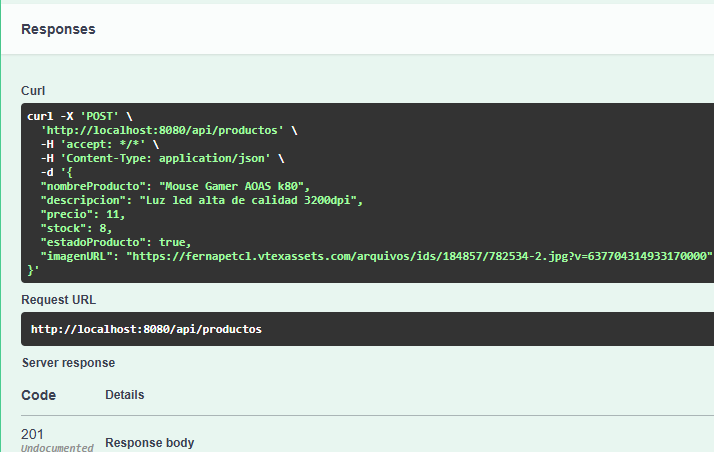 Responses
Curl
curl -X 'POST' \
'http://localhost:8080/api/productos' \
-H 'accept: */*' \
-H 'Content-Type: application/json' \
-d '{
"nombreProducto": "Mouse Gamer AOAS k80",
"descripcion": "Luz led alta de calidad 3200dpi",
"precio": 11,
"stock": 8,
"estadoProducto": true,
"imagenURL": "https://fernapetcl.vtexassets.com/arquivos/ids/184857/782534-2.jpg?v=637704314933170000"
}'
Request URL
http://localhost:8080/api/productos
Server response
Code Details
201
Undocumented
Response body